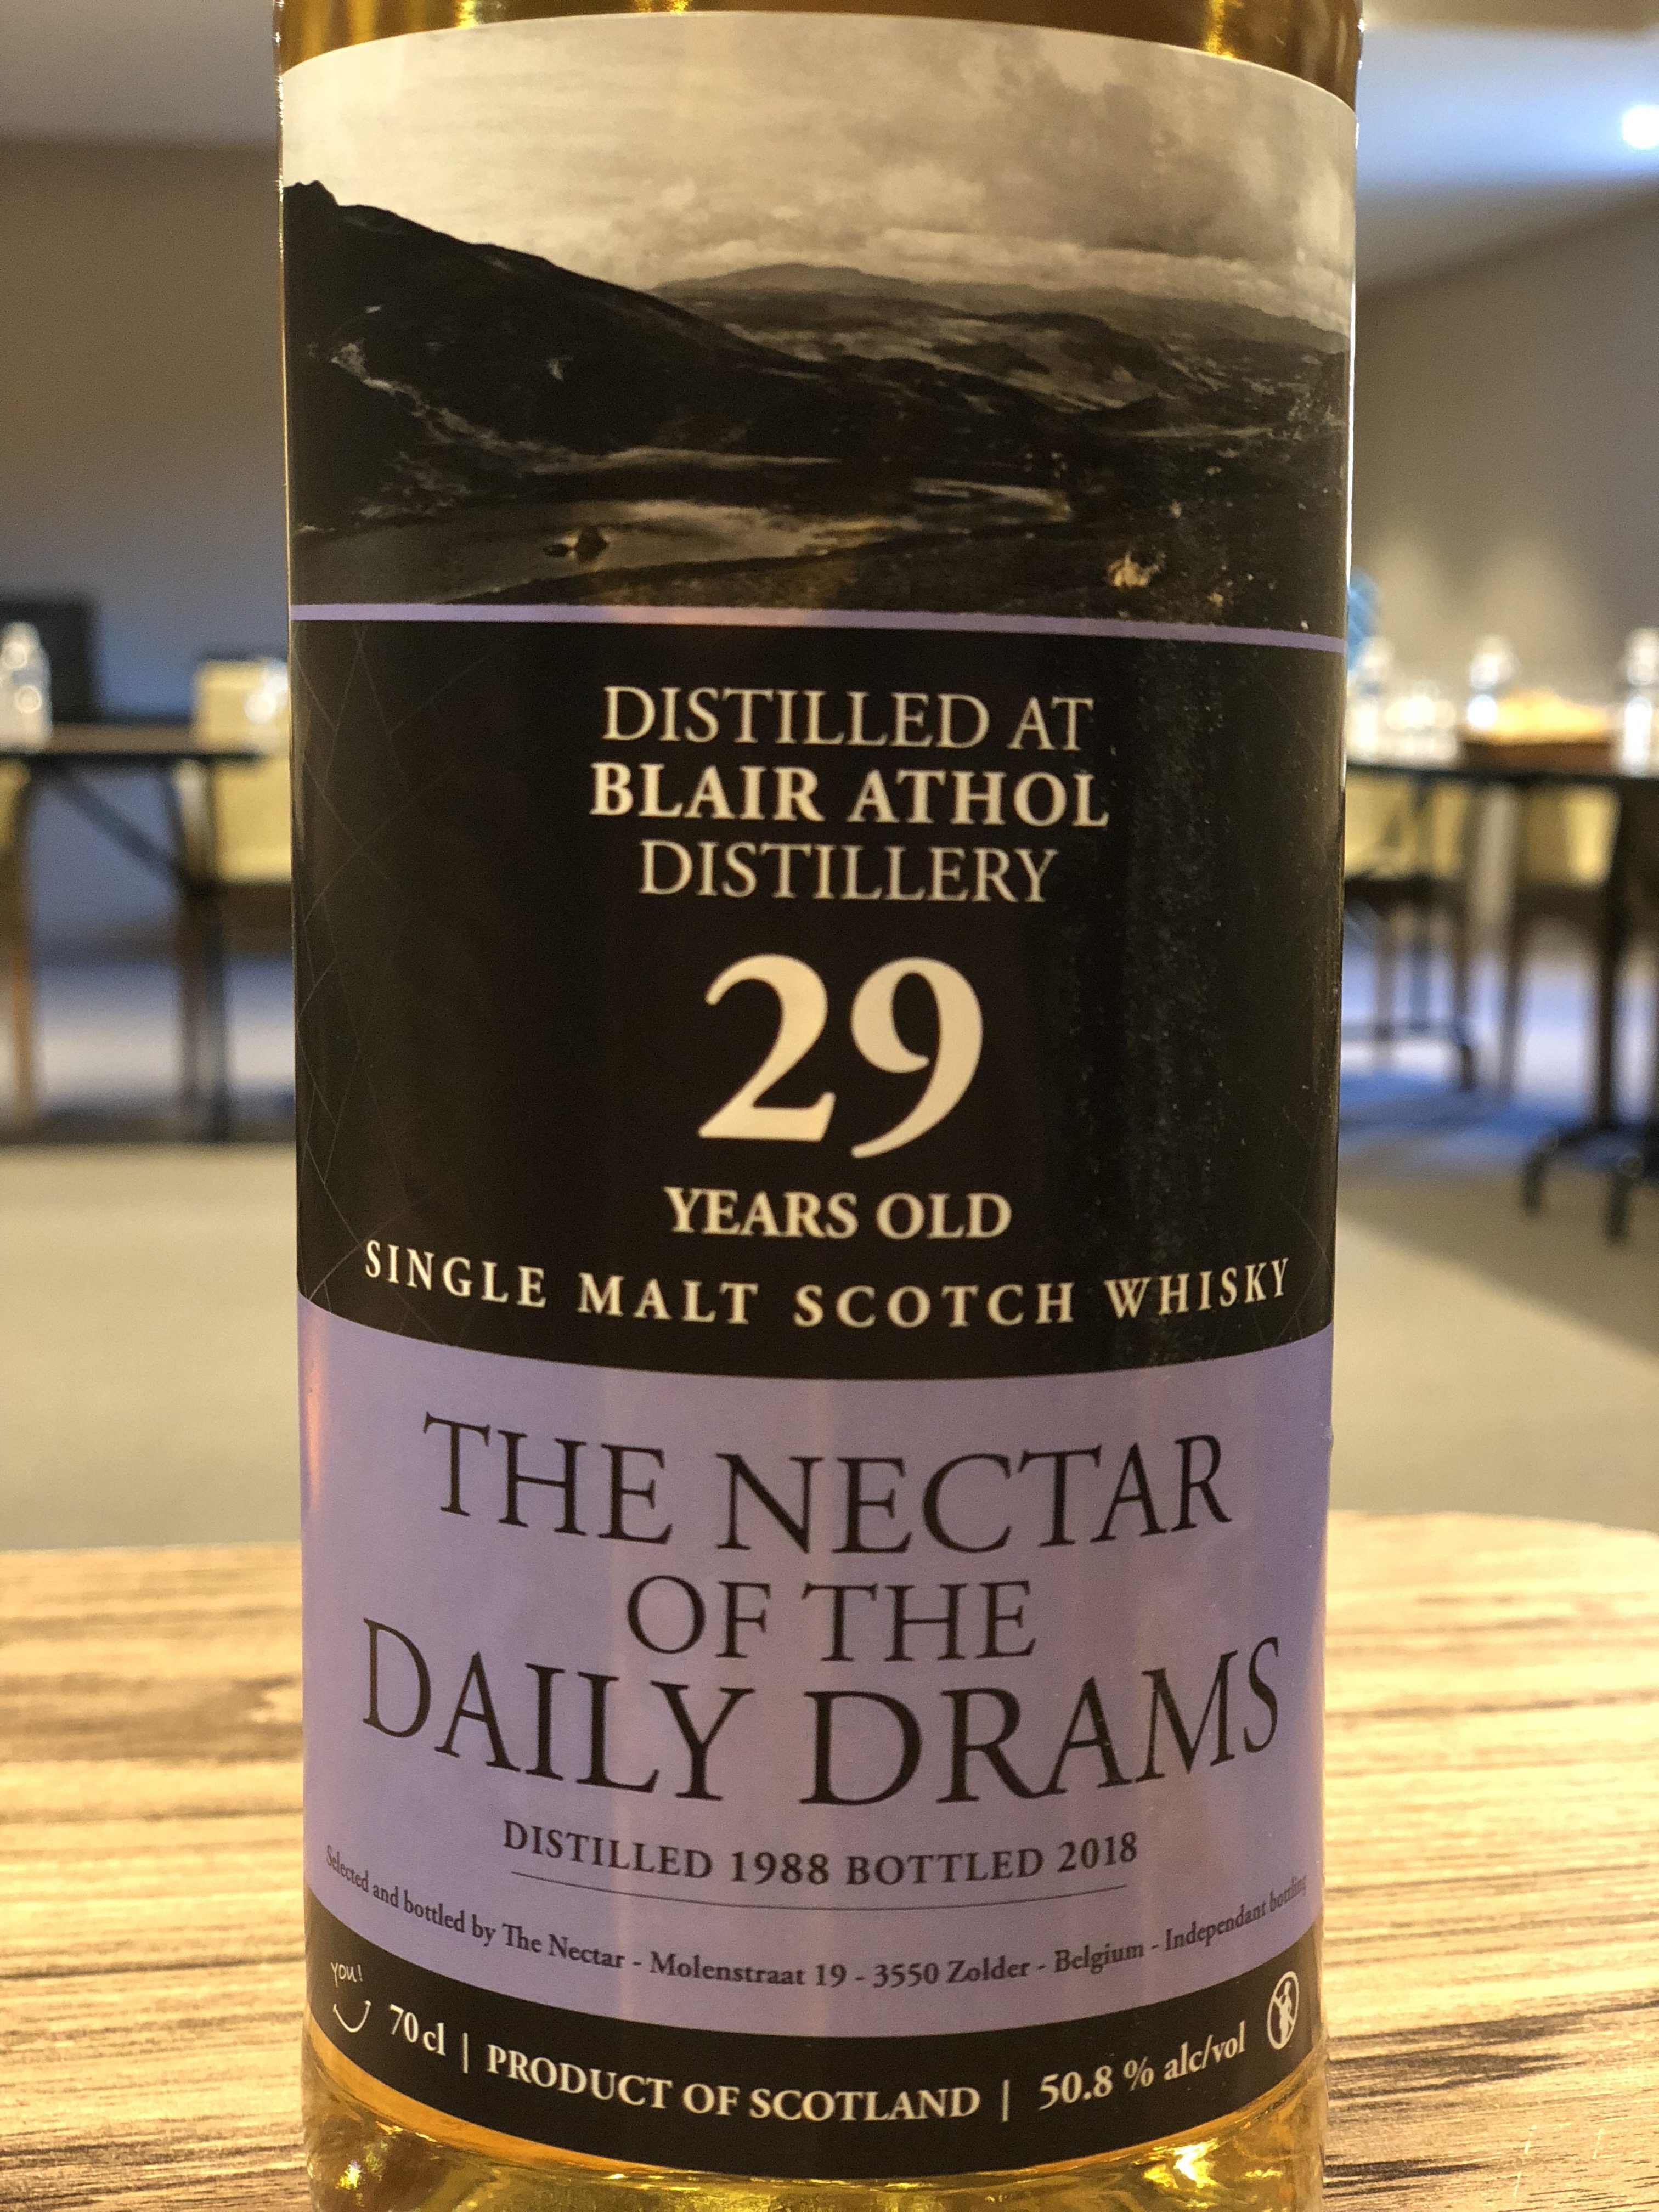 DISTILLED AT
BLAIR ATHOL
DISTILLERY
29
YEARS OLD
SINGLE MALT SCOTCH WHISKY
THE NECTAR
OF THE
DAILY DRAMS
DISTILLED 1988 BOTTLED 2018
Selected and bottled by The Nectar - Molenstraat 19 - 3550 Zolder - Belgium - Independant bottling
you!
70cl | PRODUCT OF SCOTLAND | 50.8 % alc/vol